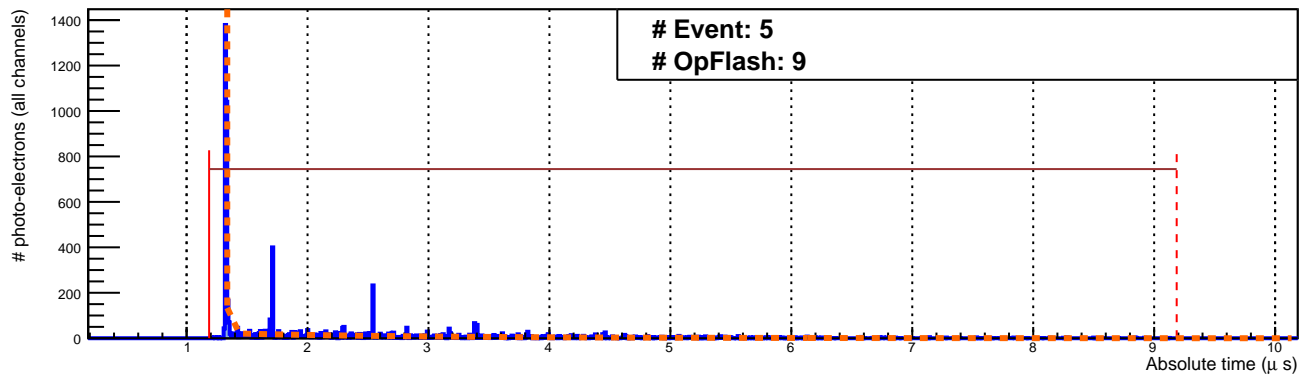 # Event: 5
# OpFlash: 9
# photo-electrons (all channels)
1400
1200
1000
800
600
400
200
0
1 2 3 4 5 6 7 8 9 10
Absolute time (μ s)